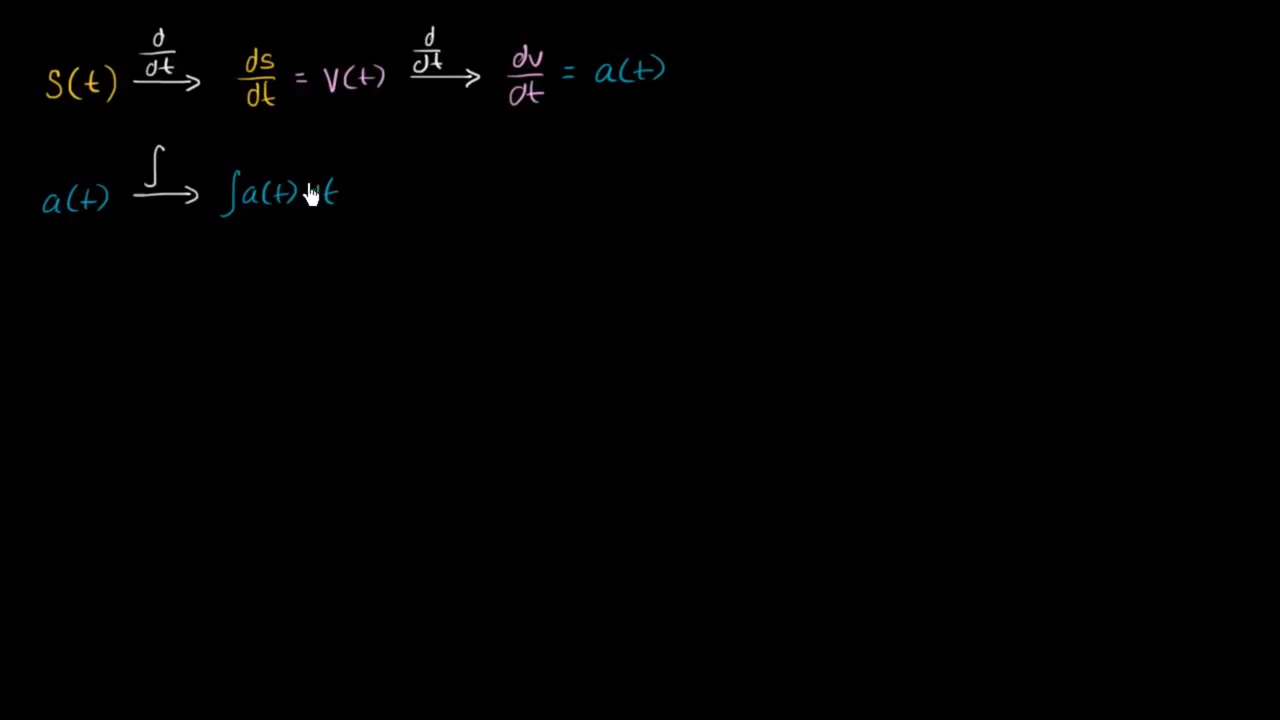 S(t) d/dt → ds/dt = v(t) d/dt → dv/dt = a(t)
a(t) ∫ → ∫a(t) dt